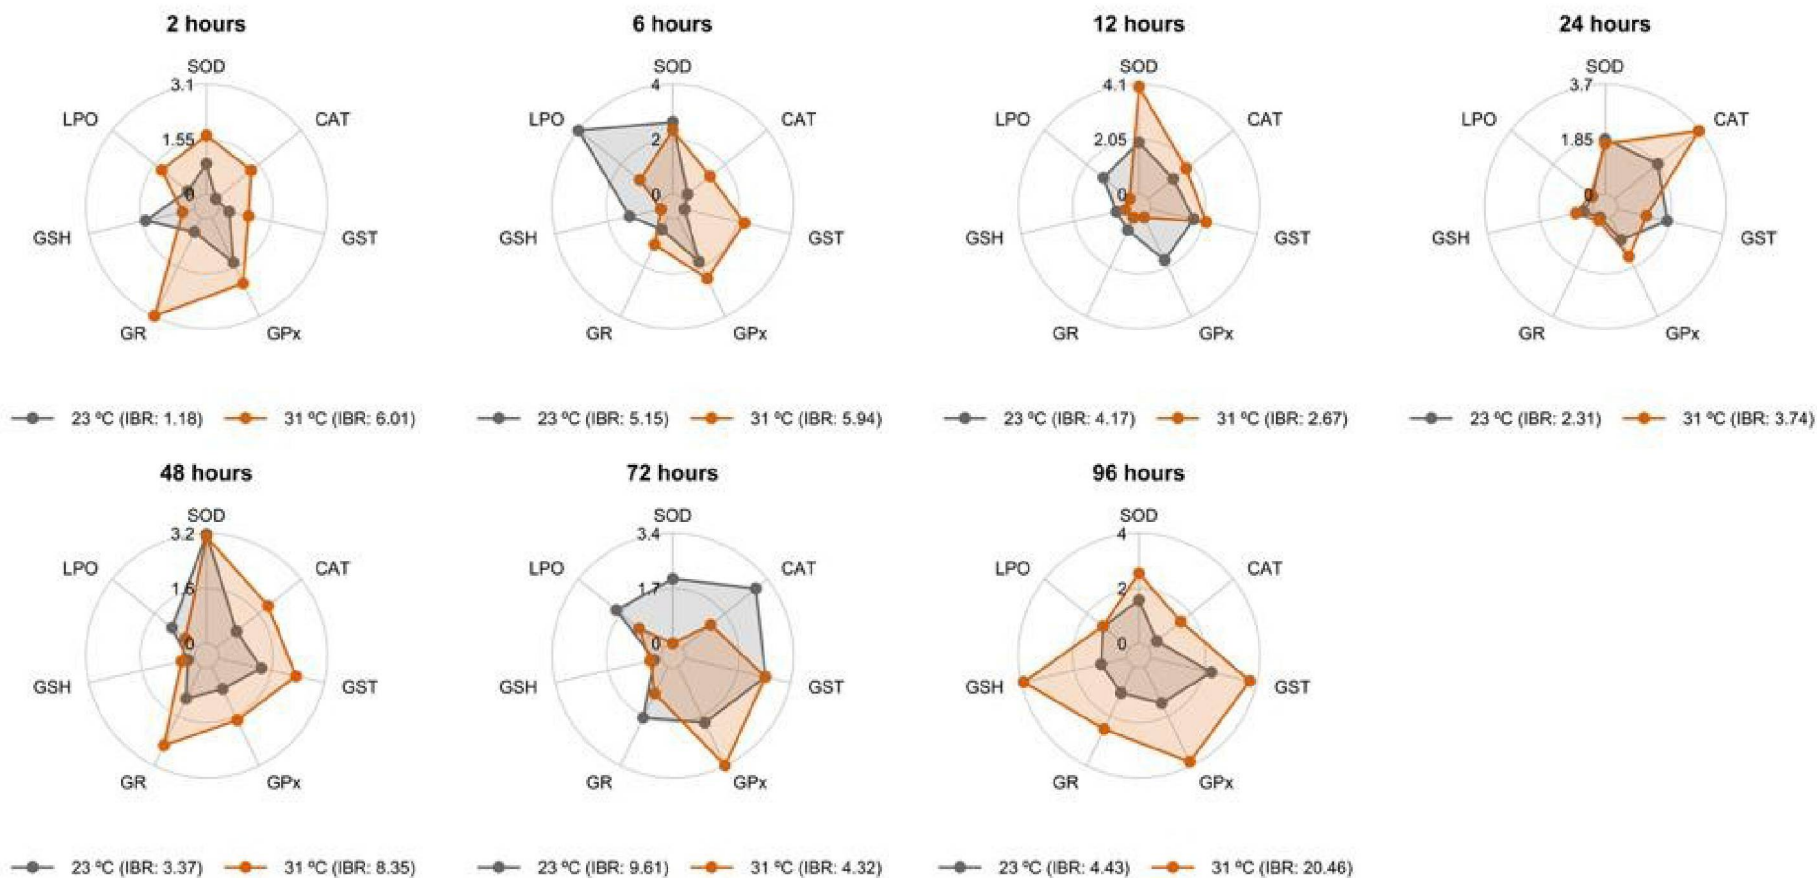 2 hours
6 hours
12 hours
24 hours
SOD
SOD
SOD
SOD
3.1
4
4.1
3.7
LPO
CAT
LPO
CAT
LPO
CAT
LPO
CAT
1.55
2
2.05
1.85
0
0
0
0
GSH
GST
GSH
GST
GSH
GST
GSH
GST
GR
GPx
GR
GPx
GR
GPx
GR
GPx
23 ºC (IBR: 1.18) 31 ºC (IBR: 6.01)
23 ºC (IBR: 5.15) 31 ºC (IBR: 5.94)
23 ºC (IBR: 4.17) 31 ºC (IBR: 2.67)
23 ºC (IBR: 2.31) 31 ºC (IBR: 3.74)
48 hours
72 hours
96 hours
SOD
SOD
SOD
3.2
3.4
4
LPO
CAT
LPO
CAT
LPO
CAT
1.6
1.7
2
0
0
0
GSH
GST
GSH
GST
GSH
GST
GR
GPx
GR
GPx
GR
GPx
23 ºC (IBR: 3.37) 31 ºC (IBR: 8.35)
23 ºC (IBR: 9.61) 31 ºC (IBR: 4.32)
23 ºC (IBR: 4.43) 31 ºC (IBR: 20.46)